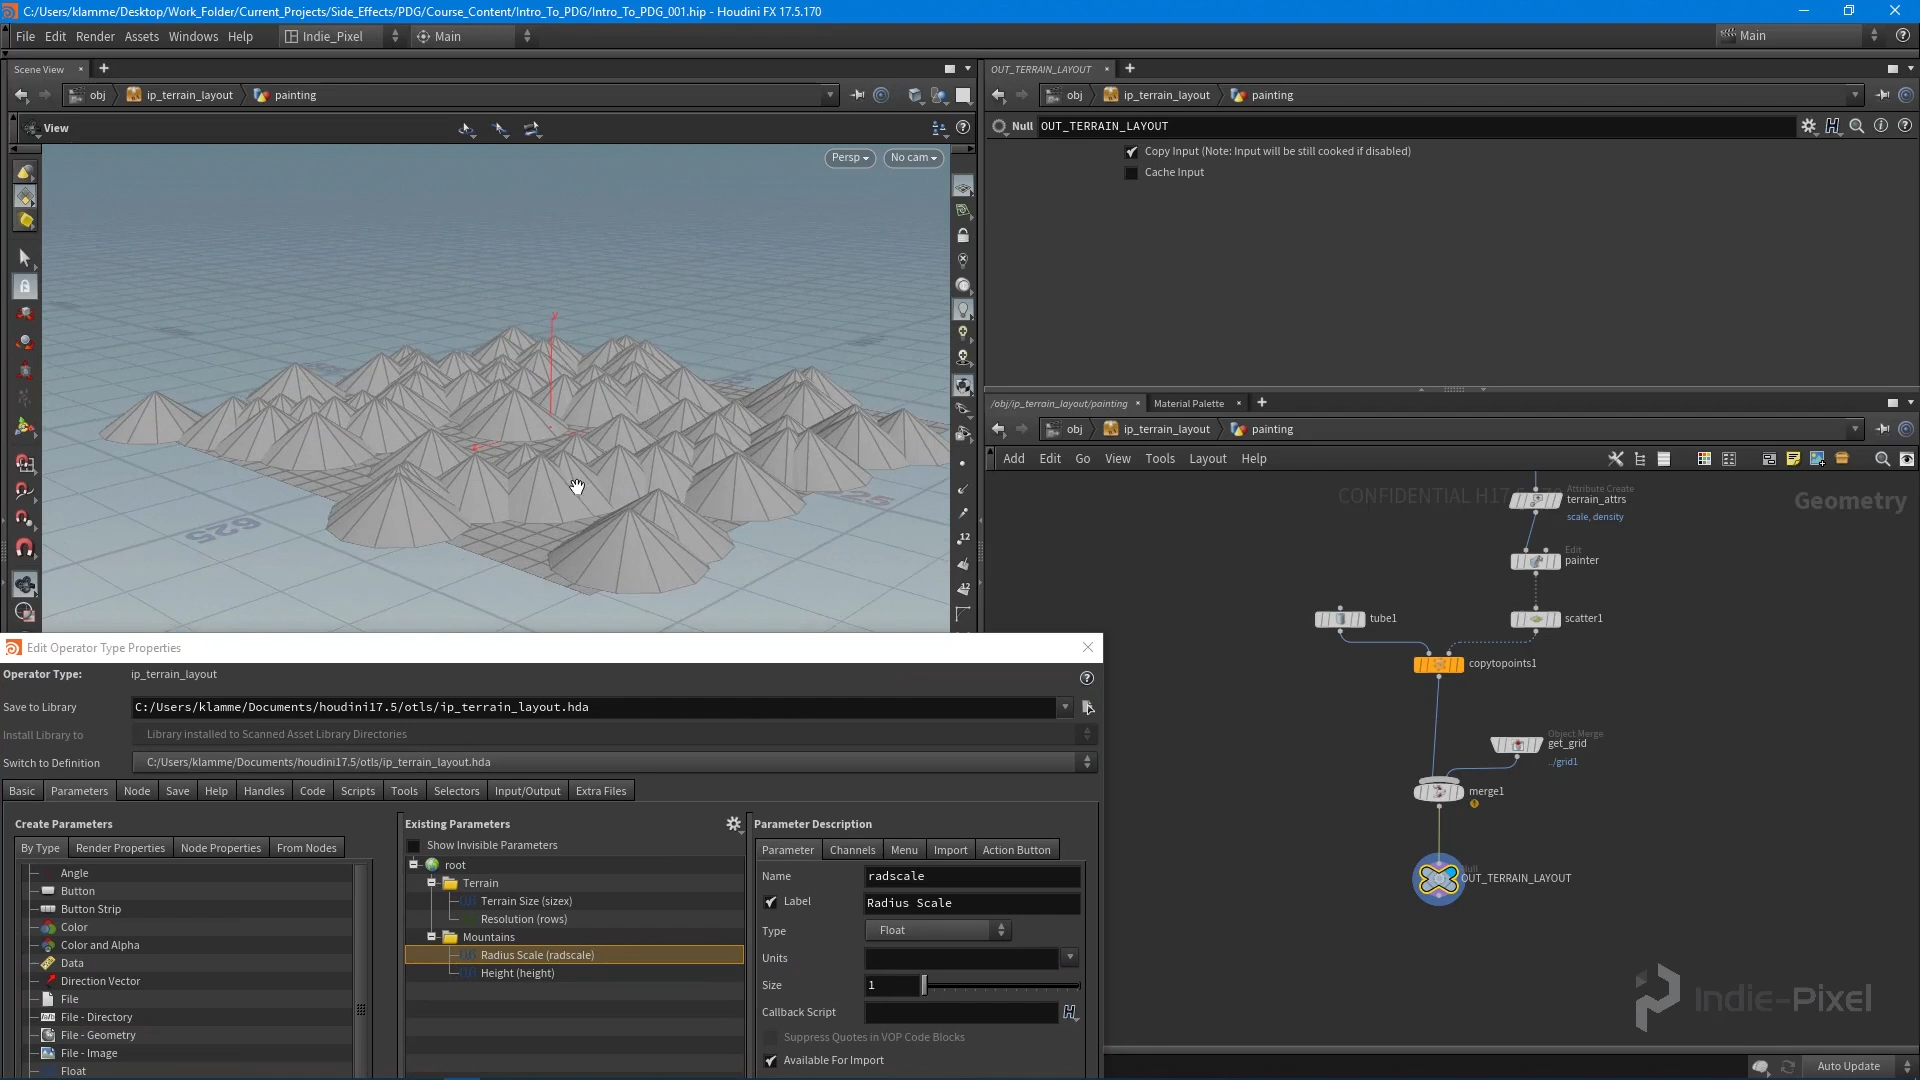 C:/Users/klamme/Desktop/Work_Folder/Current_Projects/Side_Effects/PDG/Course_Content/Intro_To_PDG/Intro_To_PDG_001.hip - Houdini FX 17.5.170
File Edit Render Assets Windows Help Indie_Pixel Main Main
Scene View
obj ip_terrain_layout painting
View
Persp No cam
625
OUT_TERRAIN_LAYOUT
obj ip_terrain_layout painting
Null OUT_TERRAIN_LAYOUT
Copy Input (Note: Input will be still cooked if disabled)
Cache Input
/obj/ip_terrain_layout/painting Material Palette
obj ip_terrain_layout painting
Add Edit Go View Tools Layout Help
CONFIDENTIAL H17.5
Geometry
Attribute Create
terrain_attrs
scale, density
Edit
painter
tube1
scatter1
copytopoints1
Object Merge
get_grid
../grid1
merge1
Null
OUT_TERRAIN_LAYOUT
Indie-Pixel
Auto Update
12
12
Edit Operator Type Properties
Operator Type: ip_terrain_layout
Save to Library C:/Users/klamme/Documents/houdini17.5/otls/ip_terrain_layout.hda
Install Library to Library installed to Scanned Asset Library Directories
Switch to Definition C:/Users/klamme/Documents/houdini17.5/otls/ip_terrain_layout.hda
Basic Parameters Node Save Help Handles Code Scripts Tools Selectors Input/Output Extra Files
Create Parameters
By Type Render Properties Node Properties From Nodes
Angle
Button
Button Strip
Color
Color and Alpha
Data
Direction Vector
File
File - Directory
File - Geometry
File - Image
Float
Existing Parameters
Show Invisible Parameters
root
Terrain
Terrain Size (sizex)
Resolution (rows)
Mountains
Radius Scale (radscale)
Height (height)
Parameter Description
Parameter Channels Menu Import Action Button
Name radscale
Label Radius Scale
Type Float
Units
Size 1
Callback Script
Suppress Quotes in VOP Code Blocks
Available For Import